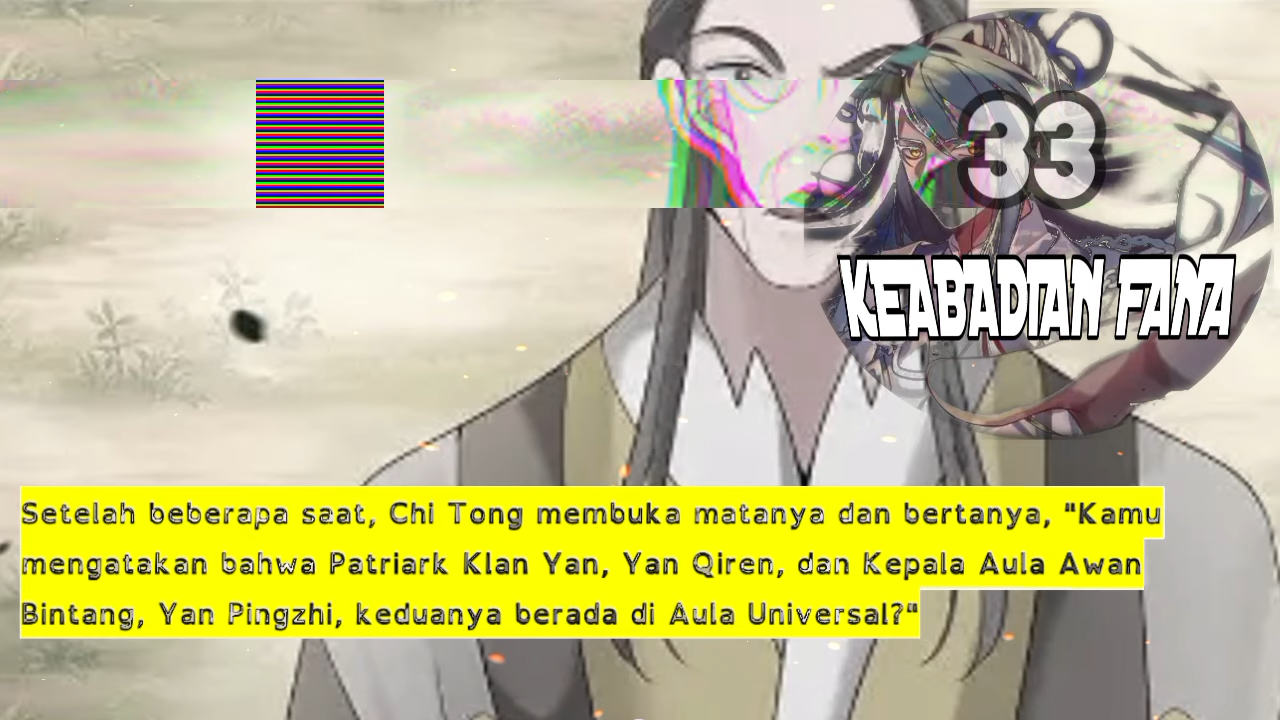 33
KEABADIAN FANA
Setelah beberapa saat, Chi Tong membuka matanya dan bertanya, "Kamu
mengatakan bahwa Patriark Klan Yan, Yan Qiren, dan Kepala Aula Awan
Bintang, Yan Pingzhi, keduanya berada di Aula Universal?"